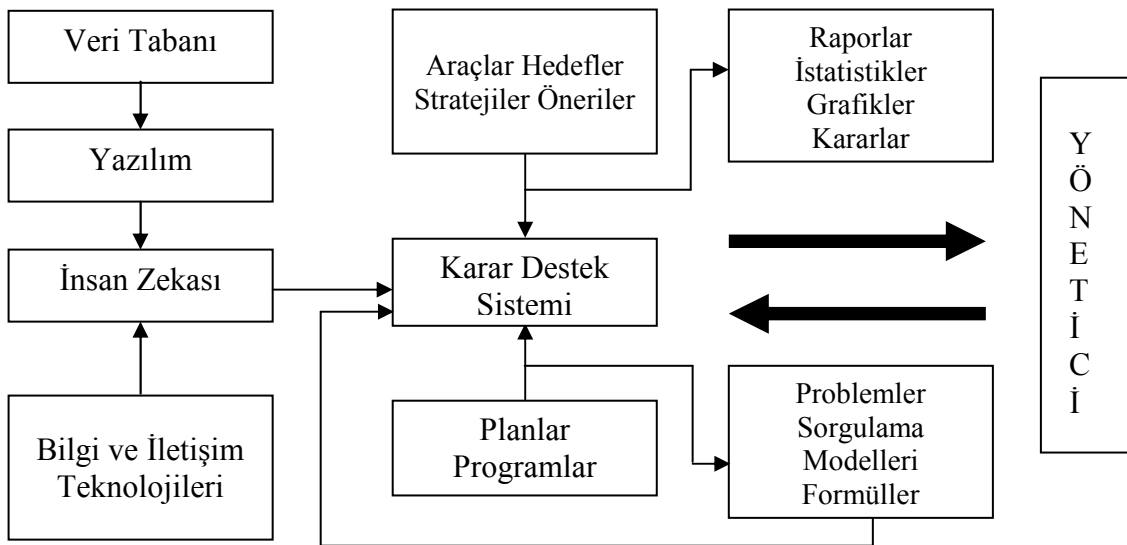 Veri Tabanı
Yazılım
İnsan Zekası
Bilgi ve İletişim
Teknolojileri
Araçlar Hedefler
Stratejiler Öneriler
Karar Destek
Sistemi
Planlar
Programlar
Raporlar
İstatistikler
Grafikler
Kararlar
Problemler
Sorgulama
Modelleri
Formüller
Y
Ö
N
E
T
İ
C
İ